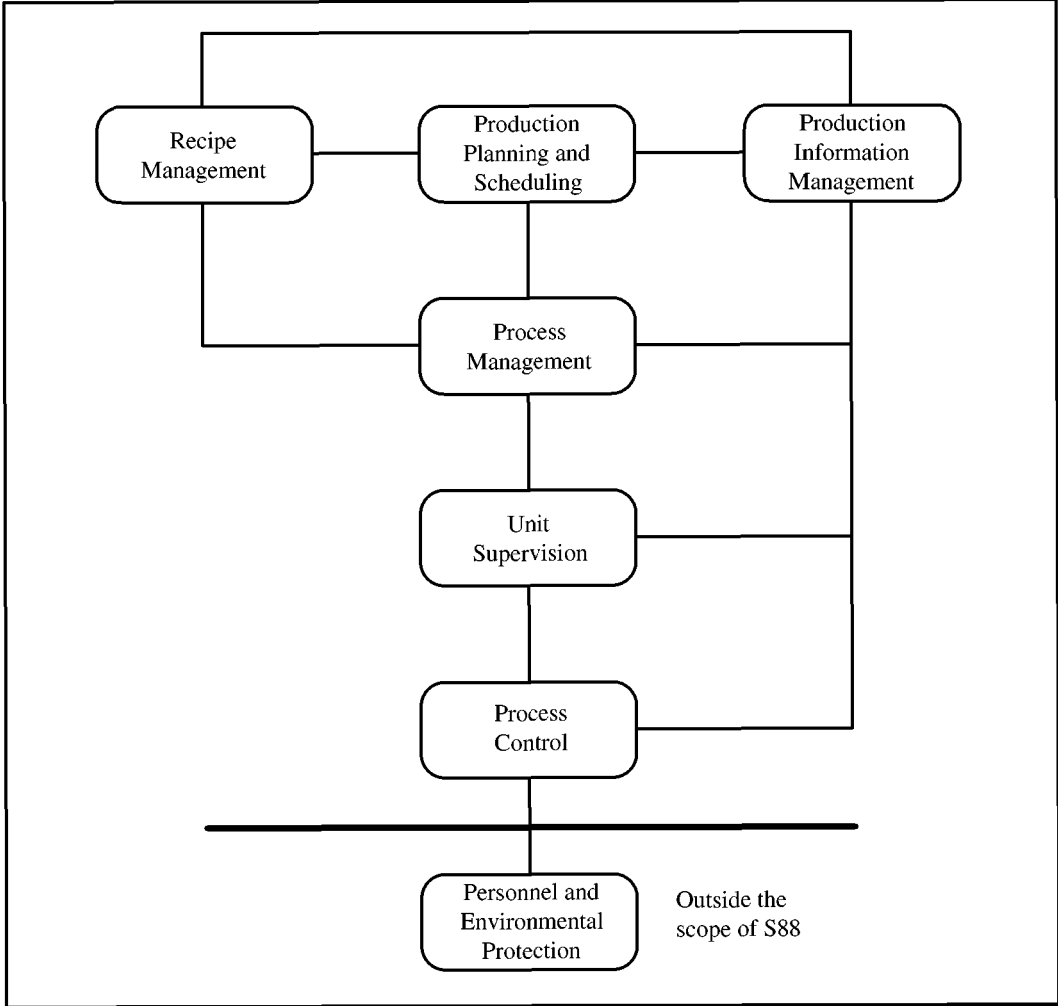 Recipe
Management
Production
Planning and
Scheduling
Production
Information
Management
Process
Management
Unit
Supervision
Process
Control
Personnel and
Environmental
Protection
Outside the
scope of S88